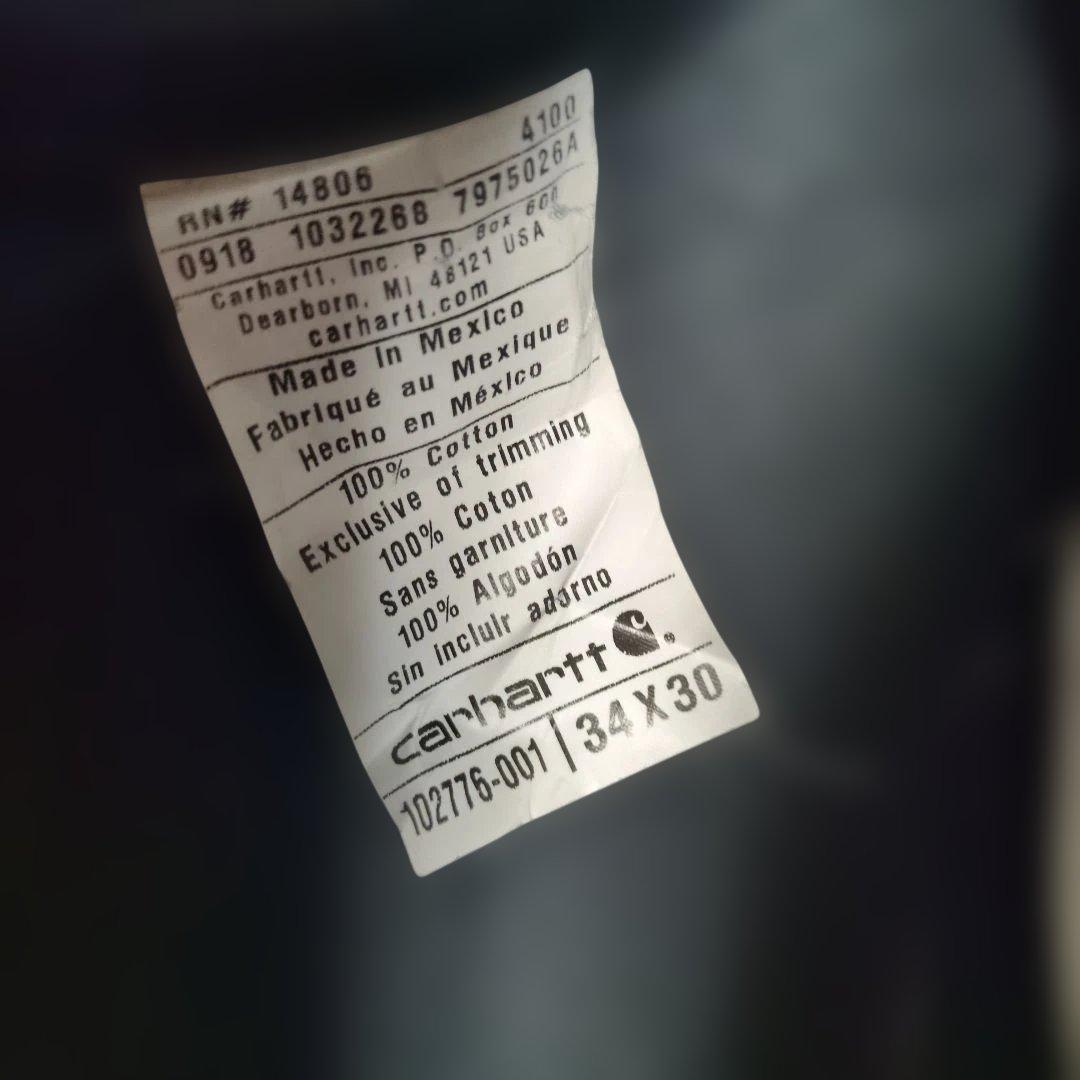 RN# 14806 4100
0918 1032268 7975026A
Carhartt, Inc. P.O. Box 600
Dearborn, MI 48121 USA
carhartt.com
Made in Mexico
Fabriqué au Mexique
Hecho en México
100% Cotton
Exclusive of trimming
100% Coton
Sans garniture
100% Algodón
Sin incluir adorno
carhartt
102776-001 | 34 X 30